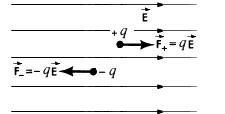 E⃗
+q
F⃗₊ = qE⃗
F⃗₋ = −qE⃗
−q